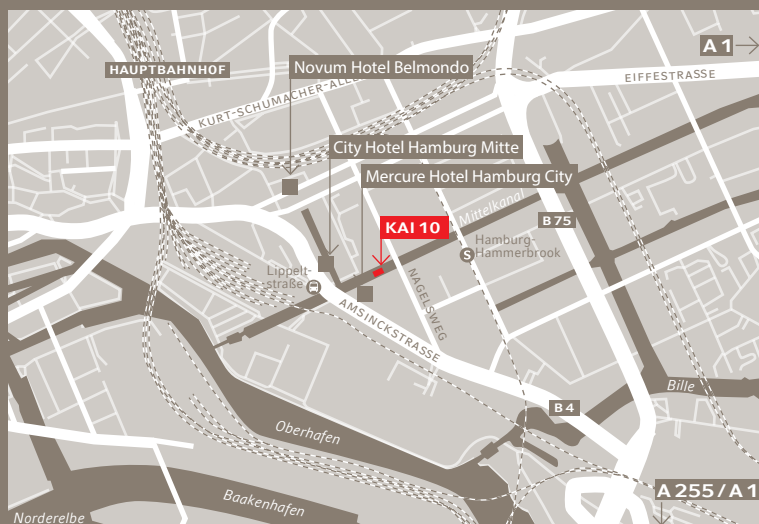 A 1
HAUPTBAHNHOF
Novum Hotel Belmondo
EIFFESTRASSE
KURT-SCHUMACHER-ALLEE
City Hotel Hamburg Mitte
Mercure Hotel Hamburg City
Mittelkanal
B 75
KAI 10
S
Hamburg-
Hammerbrook
Lippelt-
straße
NAGELSWEG
AMSINCKSTRASSE
Bille
B 4
Oberhafen
A 255 / A 1
Baakenhafen
Norderelbe